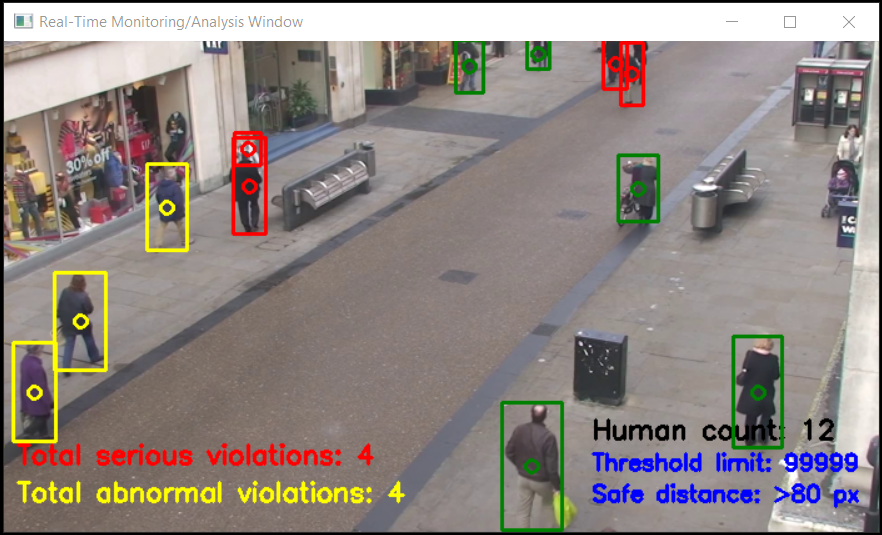 Real-Time Monitoring/Analysis Window
30% off
Human count: 12
Total serious violations: 4
Threshold limit: 99999
Total abnormal violations: 4
Safe distance: >80 px